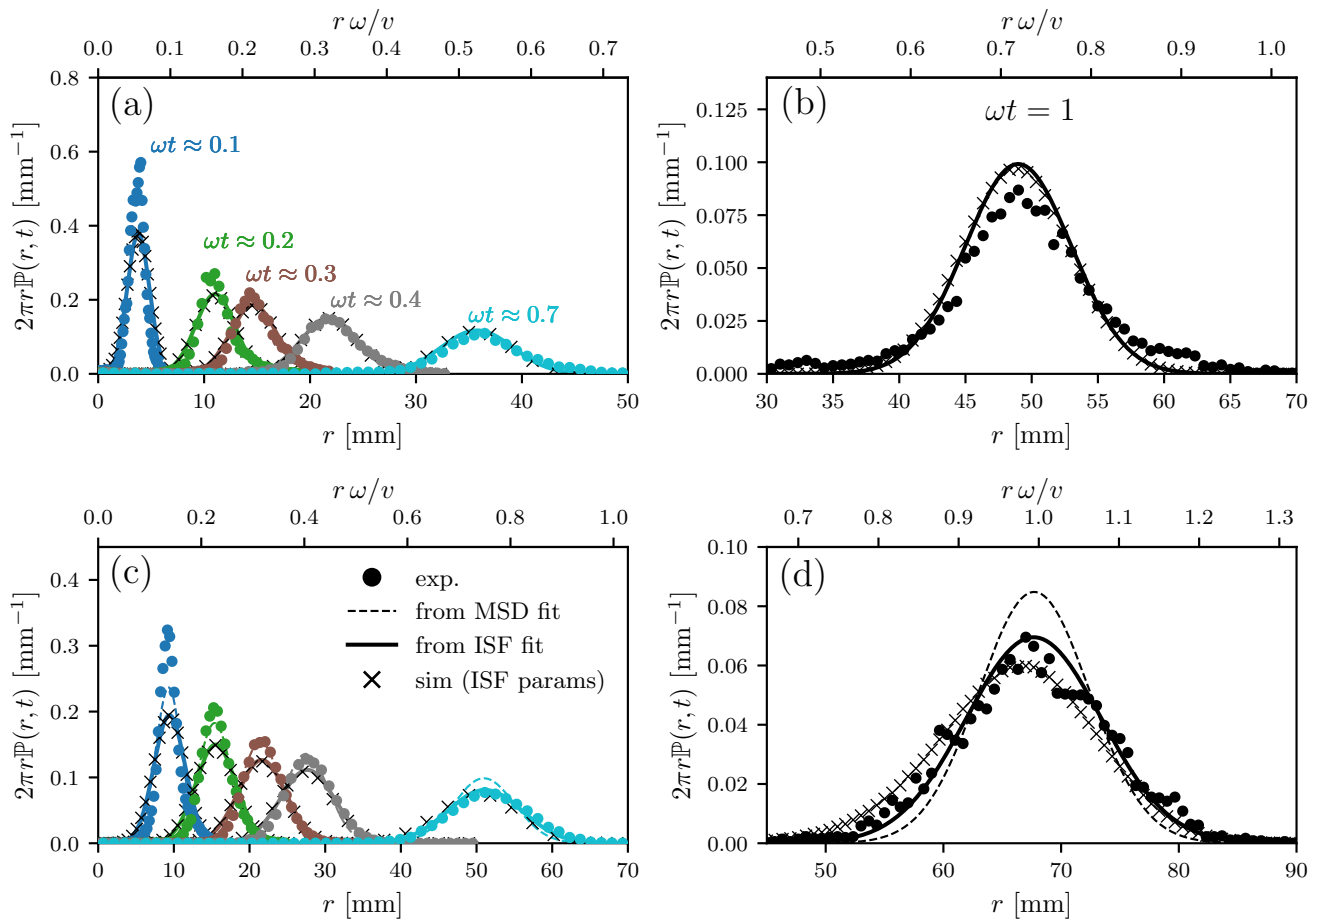 r ω/v
0.0 0.1 0.2 0.3 0.4 0.5 0.6 0.7
(a)
ωt ≈ 0.1
ωt ≈ 0.2
ωt ≈ 0.3
ωt ≈ 0.4
ωt ≈ 0.7
0.8
0.6
0.4
0.2
0.0
2πrℙ(r, t) [mm⁻¹]
0 10 20 30 40 50
r [mm]
r ω/v
0.5 0.6 0.7 0.8 0.9 1.0
(b)
ωt = 1
0.125
0.100
0.075
0.050
0.025
0.000
2πrℙ(r, t) [mm⁻¹]
30 35 40 45 50 55 60 65 70
r [mm]
r ω/v
0.0 0.2 0.4 0.6 0.8 1.0
(c)
exp.
from MSD fit
from ISF fit
sim (ISF params)
0.4
0.3
0.2
0.1
0.0
2πrℙ(r, t) [mm⁻¹]
0 10 20 30 40 50 60 70
r [mm]
r ω/v
0.7 0.8 0.9 1.0 1.1 1.2 1.3
(d)
0.10
0.08
0.06
0.04
0.02
0.00
2πrℙ(r, t) [mm⁻¹]
50 60 70 80 90
r [mm]